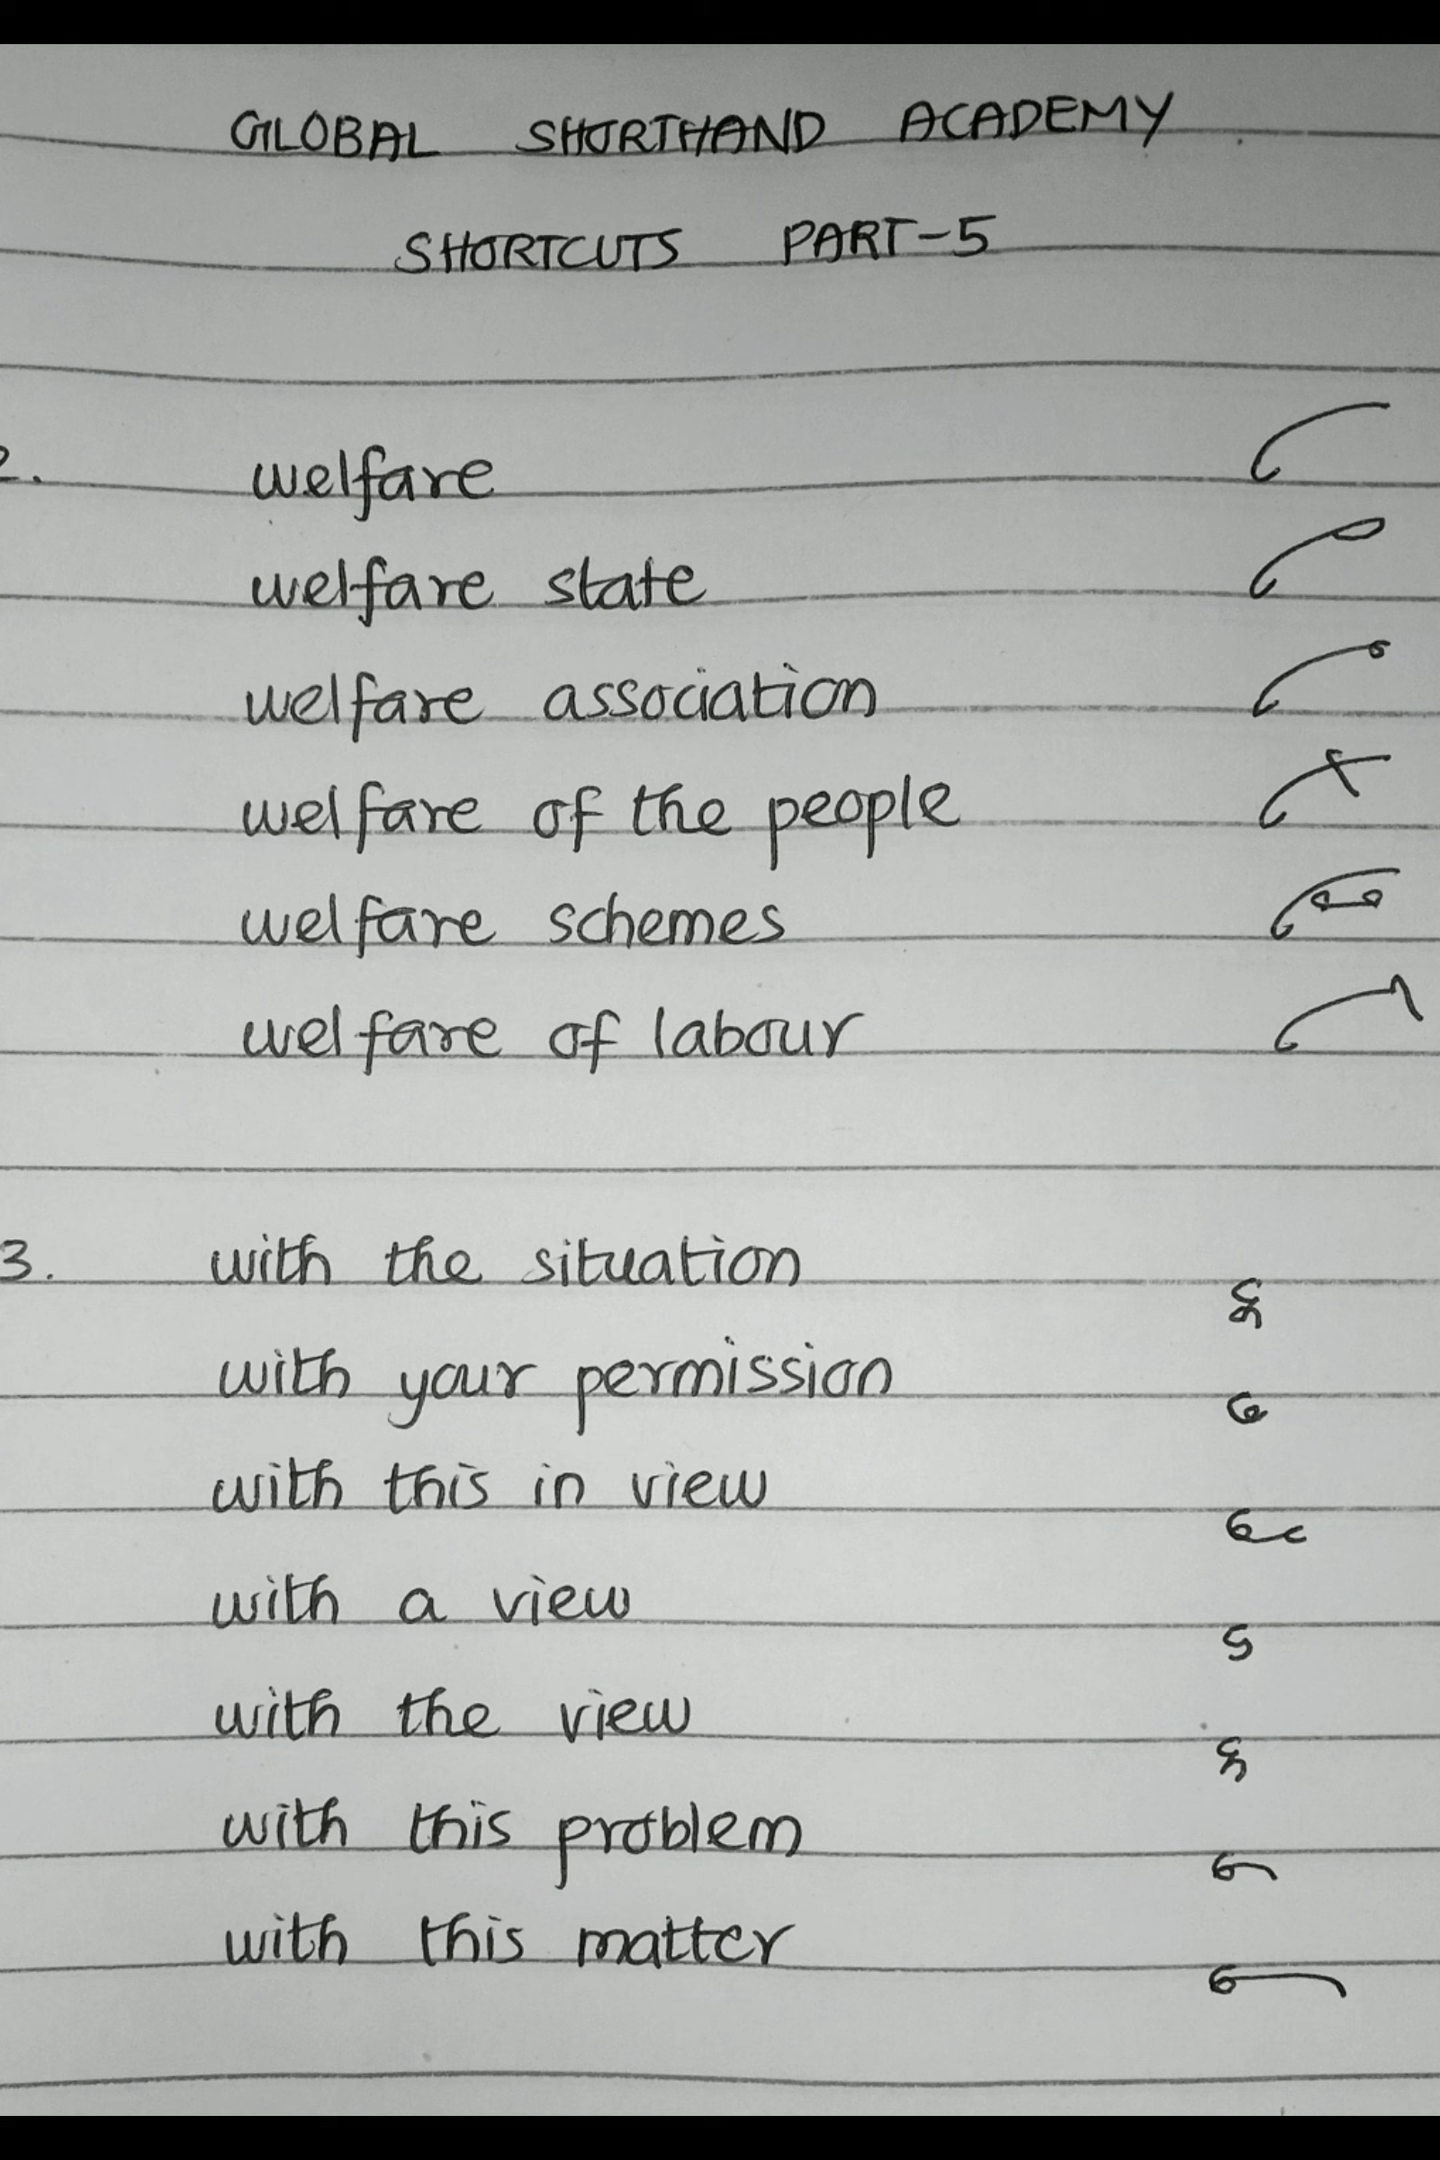 GLOBAL SHORTHAND ACADEMY
SHORTCUTS PART-5
2. welfare
welfare state
welfare association
welfare of the people
welfare schemes
welfare of labour
3. with the situation
with your permission
with this in view
with a view
with the view
with this problem
with this matter